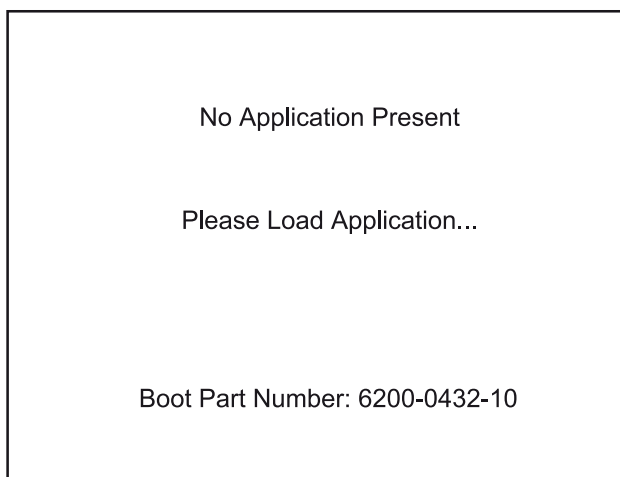 No Application Present
Please Load Application...
Boot Part Number: 6200-0432-10